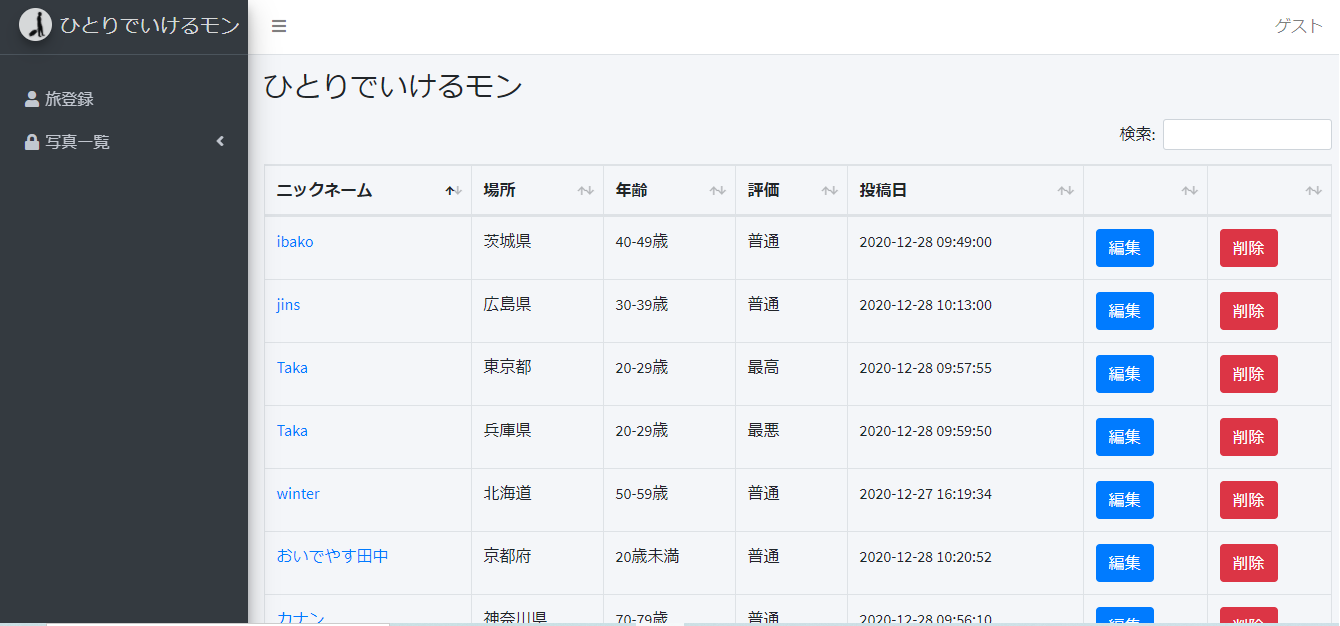 ひとりでいけるモン
ゲスト
旅登録
写真一覧
ひとりでいけるモン
検索:
ニックネーム 場所 年齢 評価 投稿日
ibako 茨城県 40-49歳 普通 2020-12-28 09:49:00 編集 削除
jins 広島県 30-39歳 普通 2020-12-28 10:13:00 編集 削除
Taka 東京都 20-29歳 最高 2020-12-28 09:57:55 編集 削除
Taka 兵庫県 20-29歳 最悪 2020-12-28 09:59:50 編集 削除
winter 北海道 50-59歳 普通 2020-12-27 16:19:34 編集 削除
おいでやす田中 京都府 20歳未満 普通 2020-12-28 10:20:52 編集 削除
カナン 神奈川県 70-79歳 普通 2020-12-28 09:56:10 編集 削除